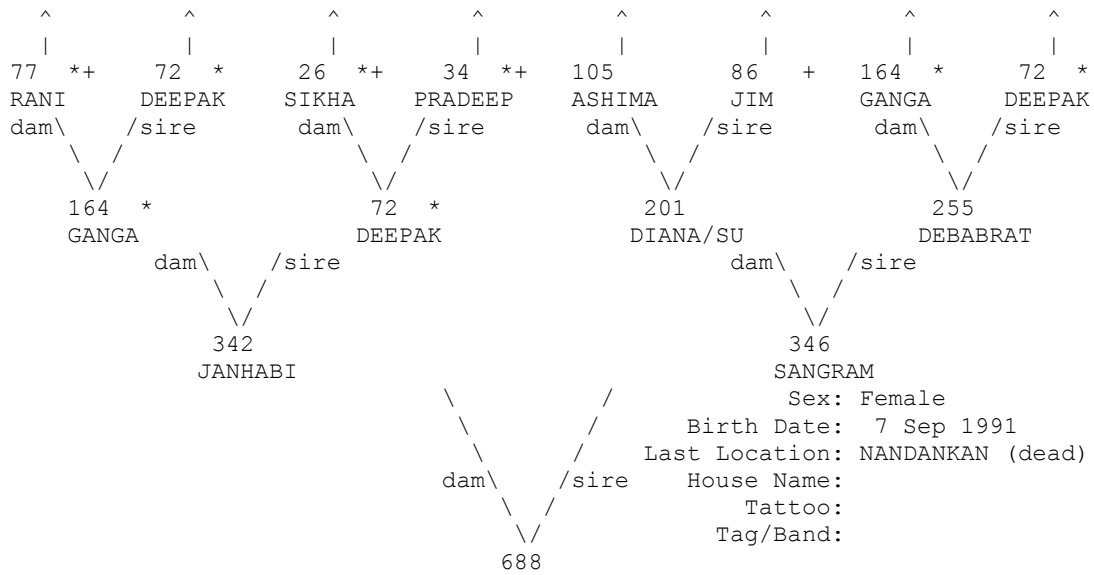 ^ ^ ^ ^ ^ ^ ^ ^
| | | | | | | |
77 *+ 72 * 26 *+ 34 *+ 105 86 + 164 * 72 *
RANI DEEPAK SIKHA PRADEEP ASHIMA JIM GANGA DEEPAK
dam\ /sire dam\ /sire dam\ /sire dam\ /sire
\ / \ / \ / \ /
\/ \/ \/ \/
164 * 72 * 201 255
GANGA DEEPAK DIANA/SU DEBABRAT
dam\ /sire dam\ /sire
\ / \ /
\/ \/
342 346
JANHABI SANGRAM
\ / Sex: Female
\ / Birth Date: 7 Sep 1991
\ / Last Location: NANDANKAN (dead)
dam\ /sire House Name:
\ / Tattoo:
\/ Tag/Band:
688